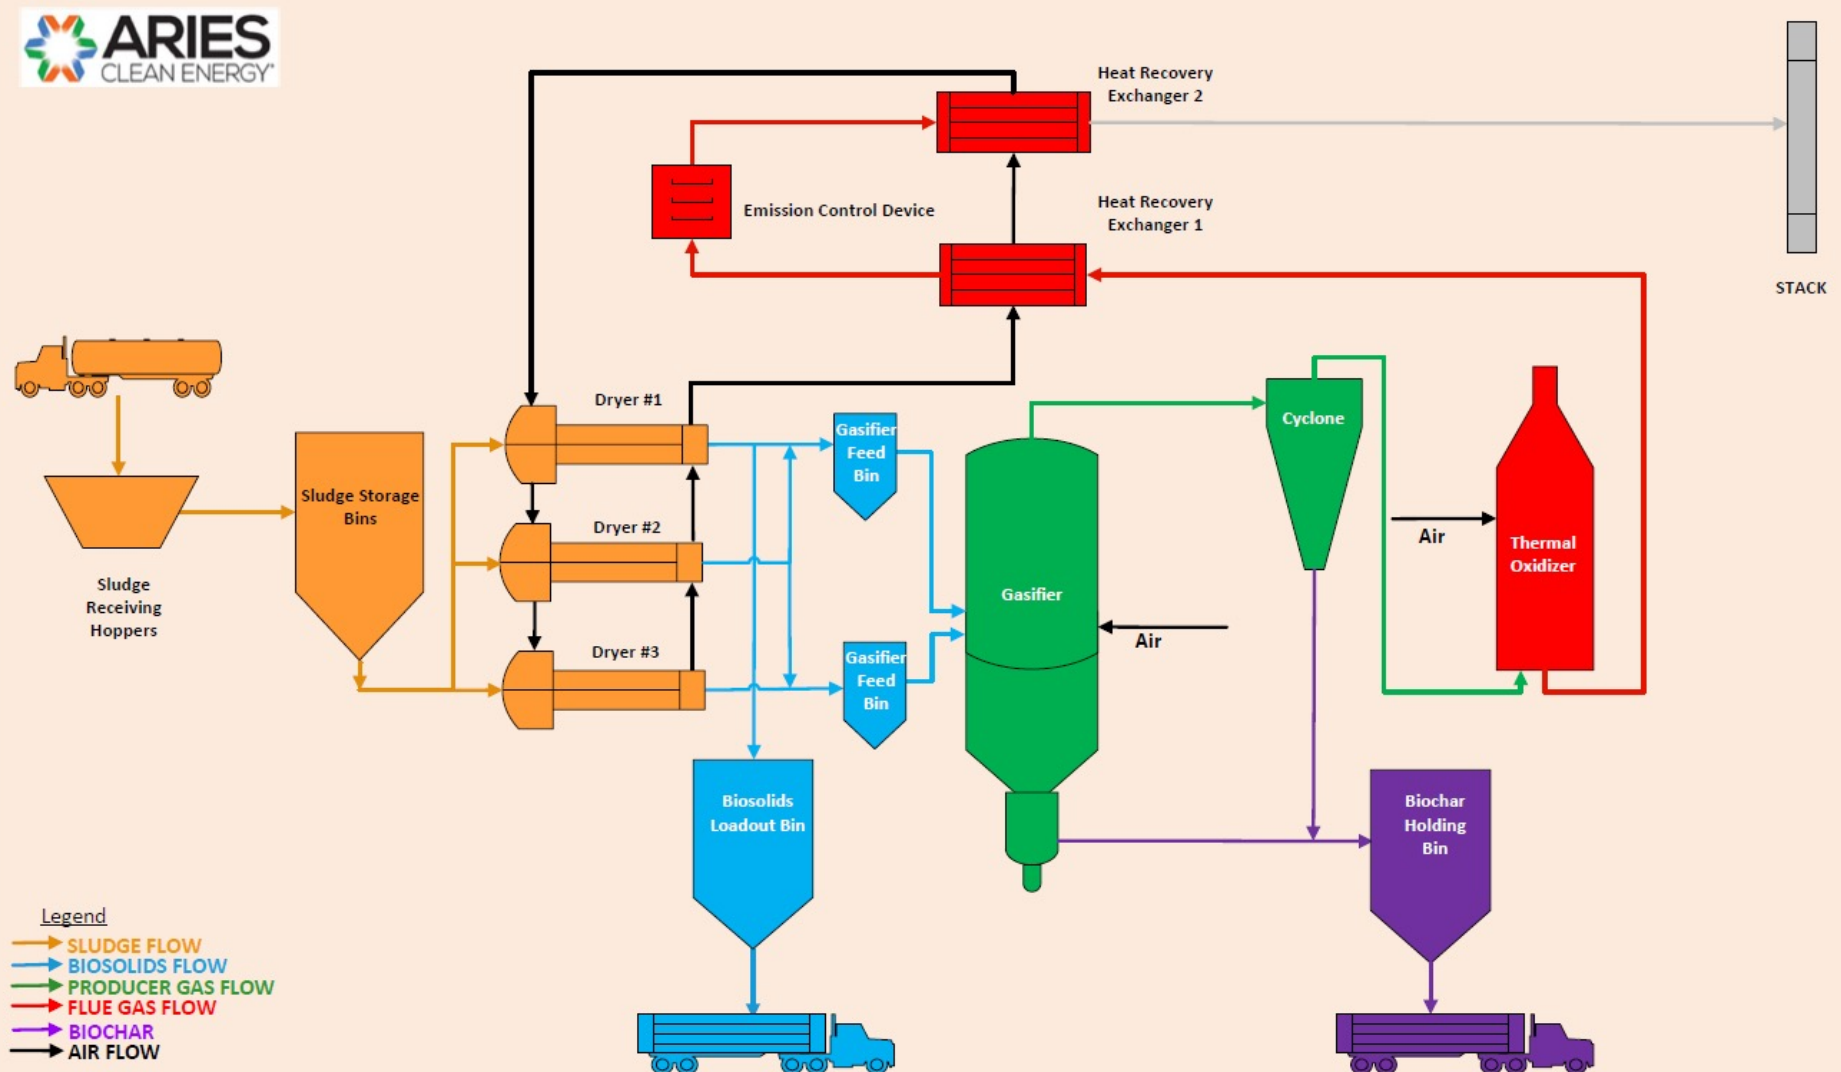 ARIES
CLEAN ENERGY
Heat Recovery
Exchanger 2
Emission Control Device
Heat Recovery
Exchanger 1
STACK
Sludge
Receiving
Hoppers
Sludge Storage
Bins
Dryer #1
Dryer #2
Dryer #3
Gasifier
Feed
Bin
Gasifier
Feed
Bin
Gasifier
Air
Cyclone
Air
Thermal
Oxidizer
Biosolids
Loadout Bin
Biochar
Holding
Bin
Legend
SLUDGE FLOW
BIOSOLIDS FLOW
PRODUCER GAS FLOW
FLUE GAS FLOW
BIOCHAR
AIR FLOW